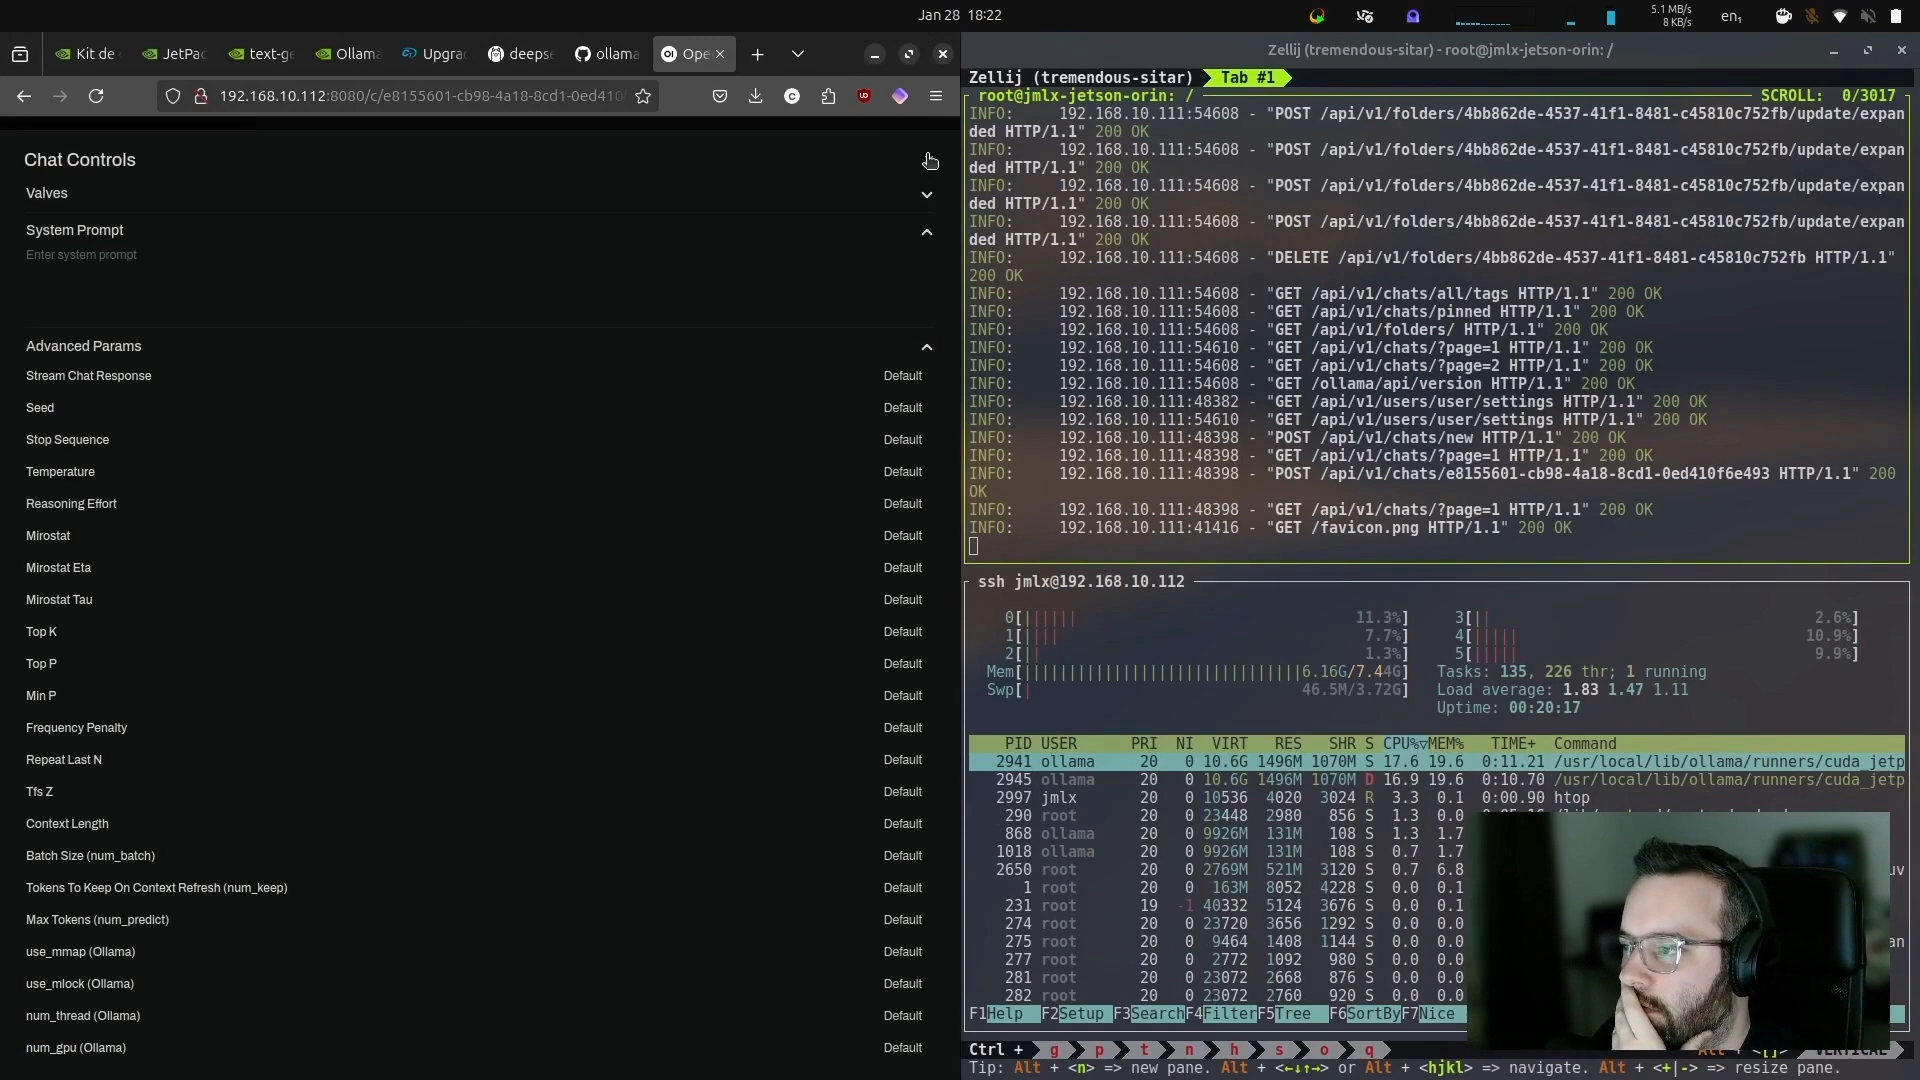 Jan 28 18:22
5.1 MB/s
8 KB/s
en₁
Kit de
JetPac
text-ge
Ollama
Upgra
deepse
ollama
Ope
192.168.10.112:8080/c/e8155601-cb98-4a18-8cd1-0ed410
Chat Controls
Valves
System Prompt
Enter system prompt
Advanced Params
Stream Chat Response Default
Seed Default
Stop Sequence Default
Temperature Default
Reasoning Effort Default
Mirostat Default
Mirostat Eta Default
Mirostat Tau Default
Top K Default
Top P Default
Min P Default
Frequency Penalty Default
Repeat Last N Default
Tfs Z Default
Context Length Default
Batch Size (num_batch) Default
Tokens To Keep On Context Refresh (num_keep) Default
Max Tokens (num_predict) Default
use_mmap (Ollama) Default
use_mlock (Ollama) Default
num_thread (Ollama) Default
num_gpu (Ollama) Default
Zellij (tremendous-sitar) - root@jmlx-jetson-orin: /
Zellij (tremendous-sitar) Tab #1
root@jmlx-jetson-orin: / SCROLL: 0/3017
INFO: 192.168.10.111:54608 - "POST /api/v1/folders/4bb862de-4537-41f1-8481-c45810c752fb/update/expan
ded HTTP/1.1" 200 OK
INFO: 192.168.10.111:54608 - "POST /api/v1/folders/4bb862de-4537-41f1-8481-c45810c752fb/update/expan
ded HTTP/1.1" 200 OK
INFO: 192.168.10.111:54608 - "POST /api/v1/folders/4bb862de-4537-41f1-8481-c45810c752fb/update/expan
ded HTTP/1.1" 200 OK
INFO: 192.168.10.111:54608 - "POST /api/v1/folders/4bb862de-4537-41f1-8481-c45810c752fb/update/expan
ded HTTP/1.1" 200 OK
INFO: 192.168.10.111:54608 - "DELETE /api/v1/folders/4bb862de-4537-41f1-8481-c45810c752fb HTTP/1.1"
200 OK
INFO: 192.168.10.111:54608 - "GET /api/v1/chats/all/tags HTTP/1.1" 200 OK
INFO: 192.168.10.111:54608 - "GET /api/v1/chats/pinned HTTP/1.1" 200 OK
INFO: 192.168.10.111:54608 - "GET /api/v1/folders/ HTTP/1.1" 200 OK
INFO: 192.168.10.111:54610 - "GET /api/v1/chats/?page=1 HTTP/1.1" 200 OK
INFO: 192.168.10.111:54608 - "GET /api/v1/chats/?page=2 HTTP/1.1" 200 OK
INFO: 192.168.10.111:54608 - "GET /ollama/api/version HTTP/1.1" 200 OK
INFO: 192.168.10.111:48382 - "GET /api/v1/users/user/settings HTTP/1.1" 200 OK
INFO: 192.168.10.111:54610 - "GET /api/v1/users/user/settings HTTP/1.1" 200 OK
INFO: 192.168.10.111:48398 - "POST /api/v1/chats/new HTTP/1.1" 200 OK
INFO: 192.168.10.111:48398 - "GET /api/v1/chats/?page=1 HTTP/1.1" 200 OK
INFO: 192.168.10.111:48398 - "POST /api/v1/chats/e8155601-cb98-4a18-8cd1-0ed410f6e493 HTTP/1.1" 200
OK
INFO: 192.168.10.111:48398 - "GET /api/v1/chats/?page=1 HTTP/1.1" 200 OK
INFO: 192.168.10.111:41416 - "GET /favicon.png HTTP/1.1" 200 OK
ssh jmlx@192.168.10.112
0[|||||| 11.3%] 3[|| 2.6%]
1[|||| 7.7%] 4[||||| 10.9%]
2[|| 1.3%] 5[||||| 9.9%]
Mem[|||||||||||||||||||||||||||||||6.16G/7.44G] Tasks: 135, 226 thr; 1 running
Swp[| 46.5M/3.72G] Load average: 1.83 1.47 1.11
Uptime: 00:20:17
PID USER PRI NI VIRT RES SHR S CPU%▽MEM% TIME+ Command
2941 ollama 20 0 10.6G 1496M 1070M S 17.6 19.6 0:11.21 /usr/local/lib/ollama/runners/cuda_jetp
2945 ollama 20 0 10.6G 1496M 1070M D 16.9 19.6 0:10.70 /usr/local/lib/ollama/runners/cuda_jetp
2997 jmlx 20 0 10536 4020 3024 R 3.3 0.1 0:00.90 htop
290 root 20 0 23448 2980 856 S 1.3 0.0
868 ollama 20 0 9926M 131M 108 S 1.3 1.7
1018 ollama 20 0 9926M 131M 108 S 0.7 1.7
2650 root 20 0 2769M 521M 3120 S 0.7 6.8 uv
1 root 20 0 163M 8052 4228 S 0.0 0.1
231 root 19 -1 40332 5124 3676 S 0.0 0.1
274 root 20 0 23720 3656 1292 S 0.0 0.0
275 root 20 0 9464 1408 1144 S 0.0 0.0 an
277 root 20 0 2772 1092 980 S 0.0 0.0
281 root 20 0 23072 2668 876 S 0.0 0.0
282 root 20 0 23072 2760 920 S 0.0 0.0
F1Help F2Setup F3SearchF4FilterF5Tree F6SortByF7Nice
Ctrl + g p t n h s o q Alt + <[]> VERTICAL
Tip: Alt + <n> => new pane. Alt + <←↓↑→> or Alt + <hjkl> => navigate. Alt + <+|-> => resize pane.